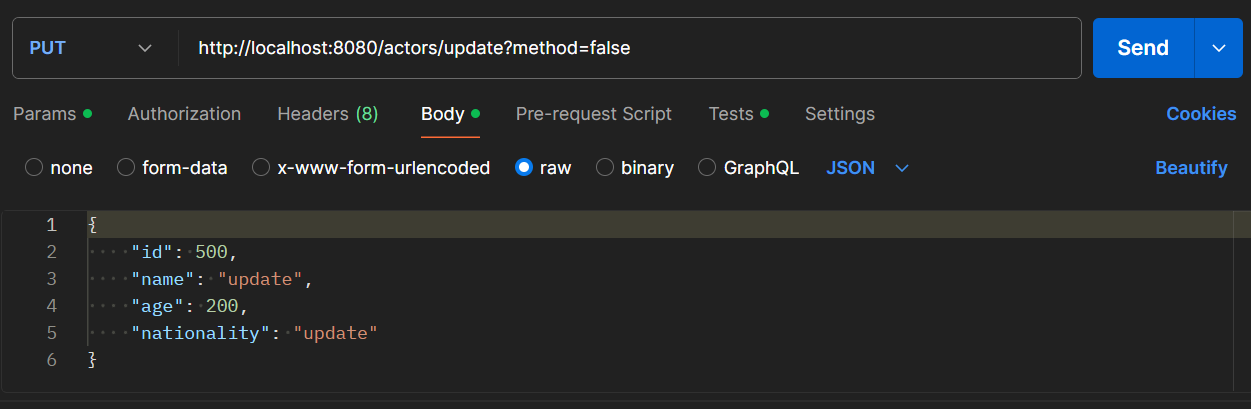 PUT http://localhost:8080/actors/update?method=false Send
Params Authorization Headers (8) Body Pre-request Script Tests Settings Cookies
none form-data x-www-form-urlencoded raw binary GraphQL JSON Beautify
1 {
2 ····"id":·500,
3 ····"name":·"update",
4 ····"age":·200,
5 ····"nationality":·"update"
6 }